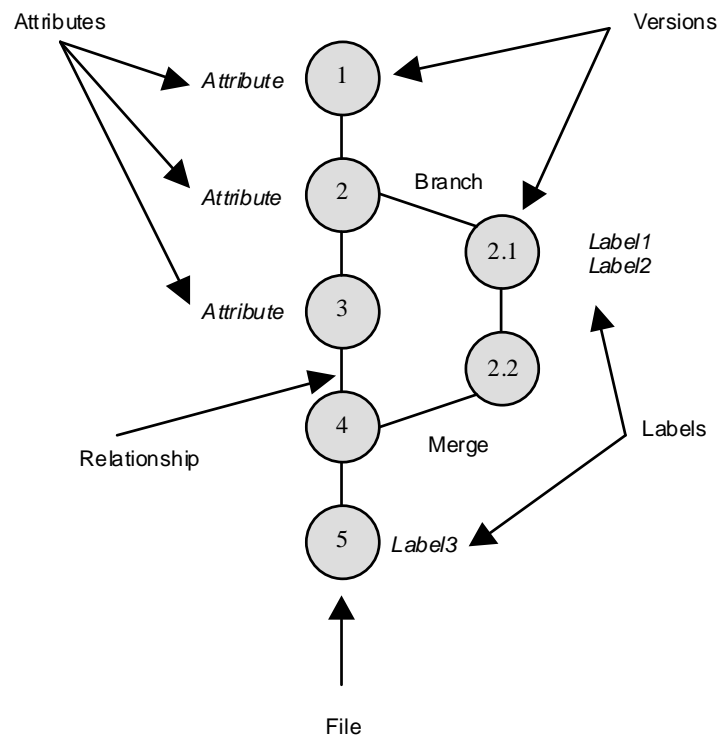 Attributes
Versions
Attribute
1
Attribute
2
Branch
2.1
Label1
Label2
Attribute
3
2.2
4
Relationship
Merge
Labels
5
Label3
File